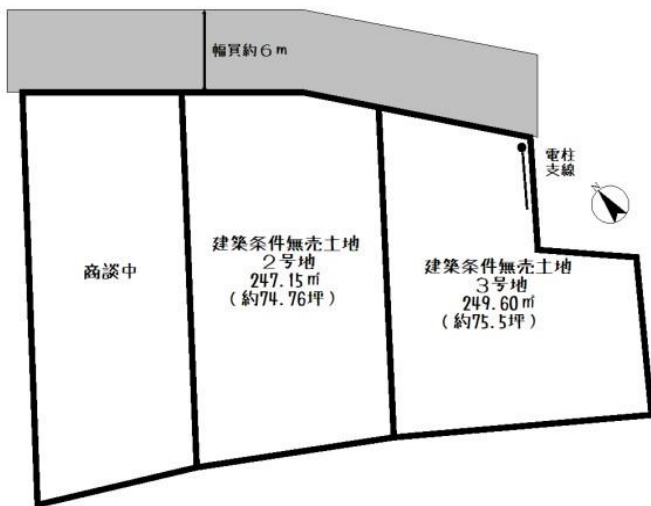 幅員約6m
電柱
支線
商談中
建築条件無売土地
2号地
247.15㎡
(約74.76坪)
建築条件無売土地
3号地
249.60㎡
(約75.5坪)